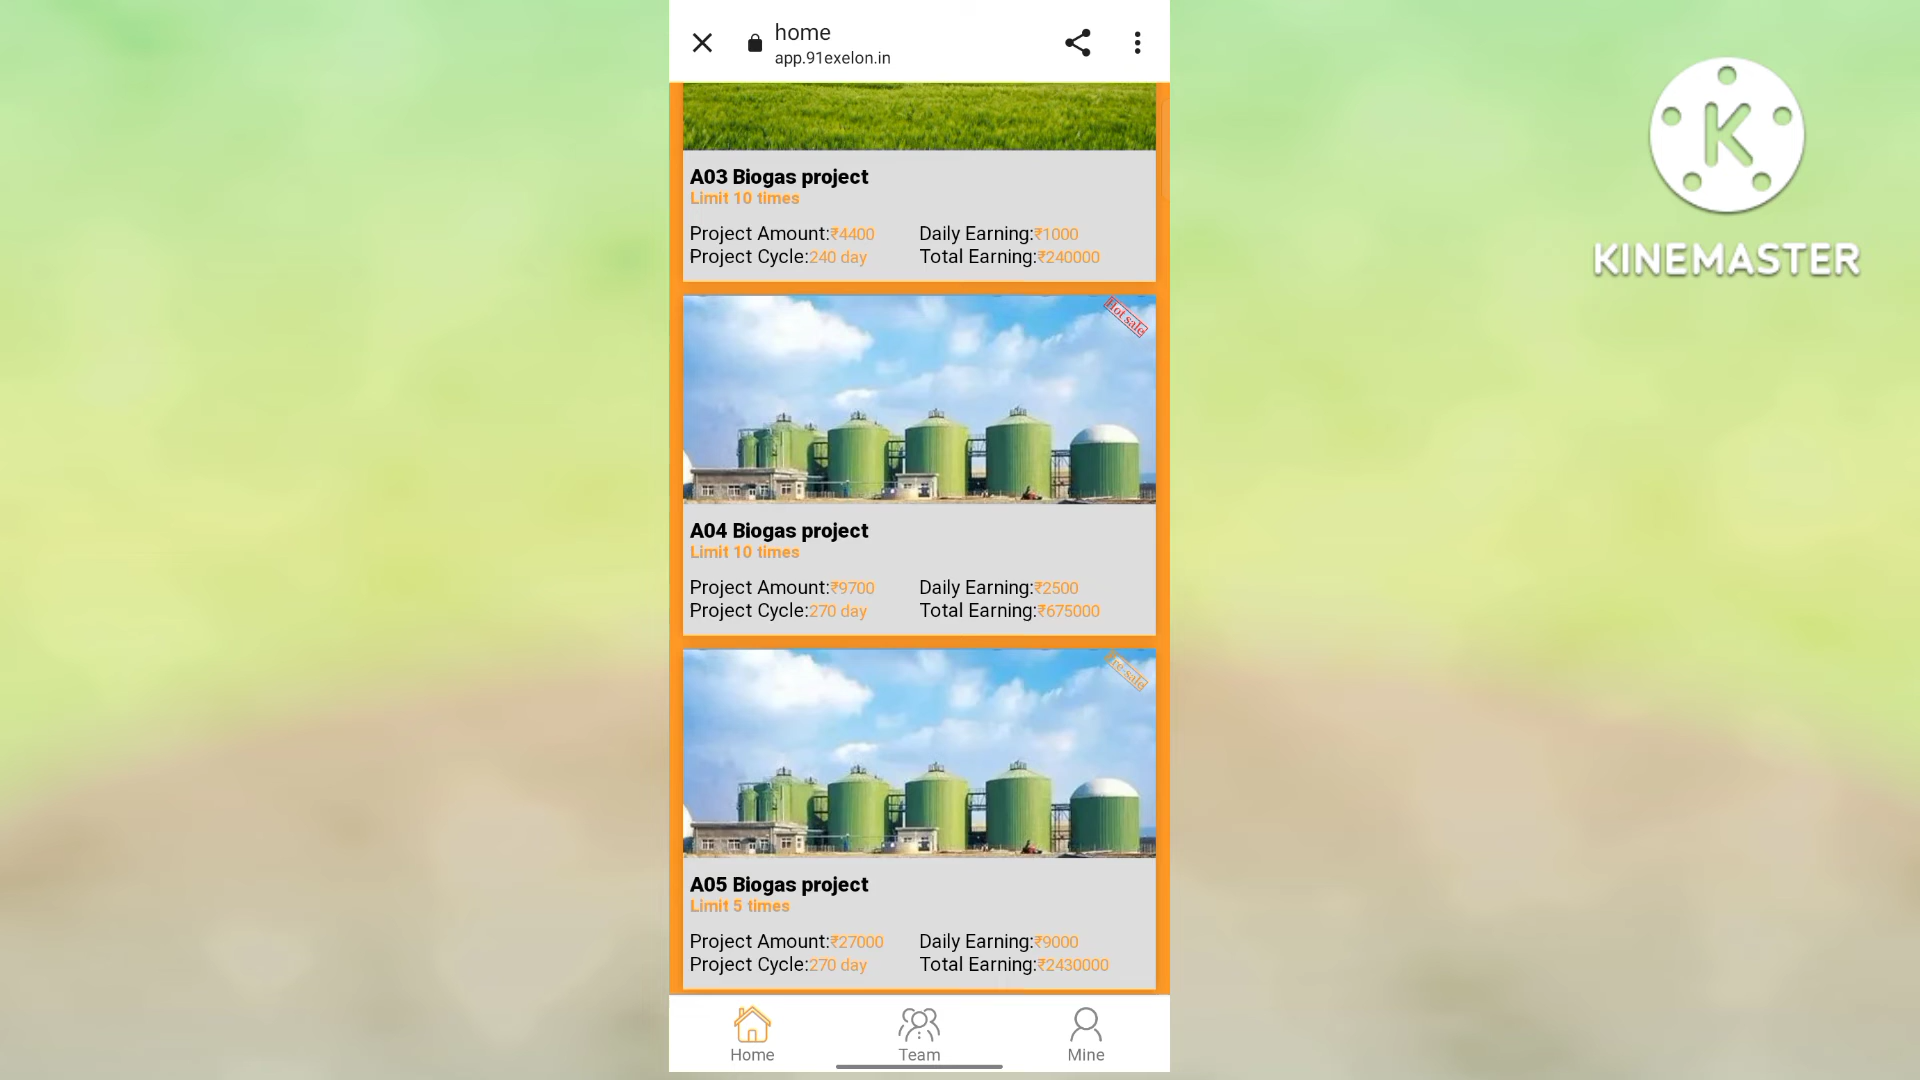 home
app.91exelon.in
KINEMASTER
A03 Biogas project
Limit 10 times
Project Amount:₹4400 Daily Earning:₹1000
Project Cycle:240 day Total Earning:₹240000
Hot sale
A04 Biogas project
Limit 10 times
Project Amount:₹9700 Daily Earning:₹2500
Project Cycle:270 day Total Earning:₹675000
Pre-sale
A05 Biogas project
Limit 5 times
Project Amount:₹27000 Daily Earning:₹9000
Project Cycle:270 day Total Earning:₹2430000
Home Team Mine